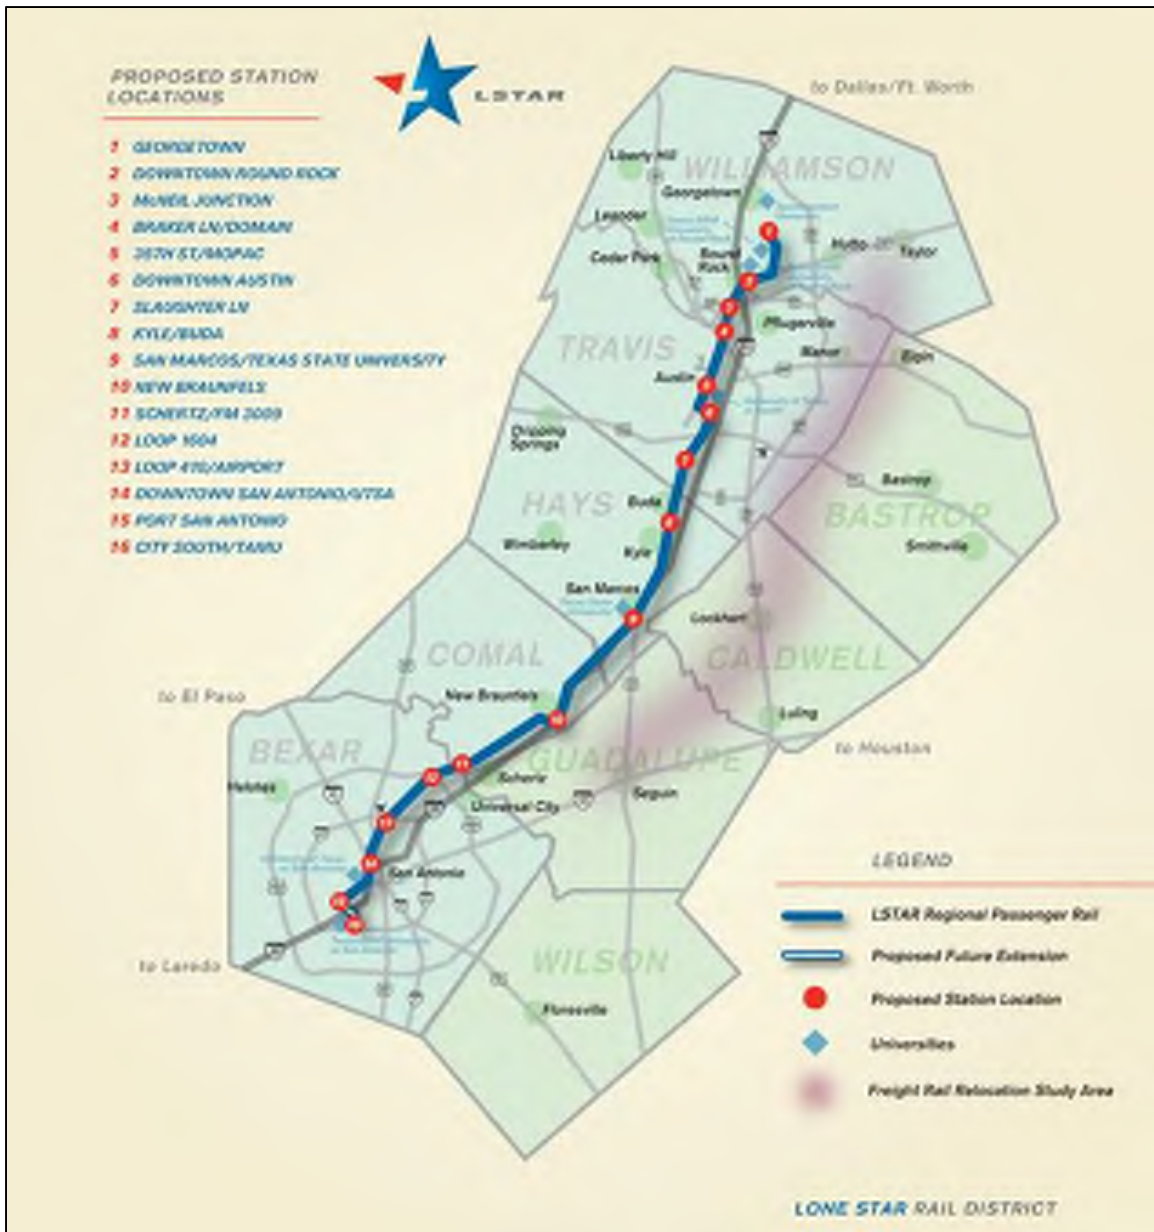 PROPOSED STATION
LOCATIONS
LSTAR
1 GEORGETOWN
2 DOWNTOWN ROUND ROCK
3 McNEIL JUNCTION
4 BRAKER LN/DOMAIN
5 35TH ST/MOPAC
6 DOWNTOWN AUSTIN
7 SLAUGHTER LN
8 KYLE/BUDA
9 SAN MARCOS/TEXAS STATE UNIVERSITY
10 NEW BRAUNFELS
11 SCHERTZ/FM 3009
12 LOOP 1604
13 LOOP 410/AIRPORT
14 DOWNTOWN SAN ANTONIO/UTSA
15 PORT SAN ANTONIO
16 CITY SOUTH/TAMU
to Dallas/Ft. Worth
Liberty Hill
WILLIAMSON
Georgetown
Leander
Cedar Park
Round
Rock
Hutto
Taylor
Pflugerville
TRAVIS
Manor
Elgin
Austin
Dripping
Springs
HAYS
Buda
Bastrop
BASTROP
Wimberley
Kyle
Smithville
San Marcos
Lockhart
COMAL
CALDWELL
to El Paso
New Braunfels
Luling
BEXAR
GUADALUPE
to Houston
Helotes
Schertz
Universal City
Seguin
San Antonio
to Laredo
WILSON
Floresville
LEGEND
LSTAR Regional Passenger Rail
Proposed Future Extension
Proposed Station Location
Universities
Freight Rail Relocation Study Area
LONE STAR RAIL DISTRICT